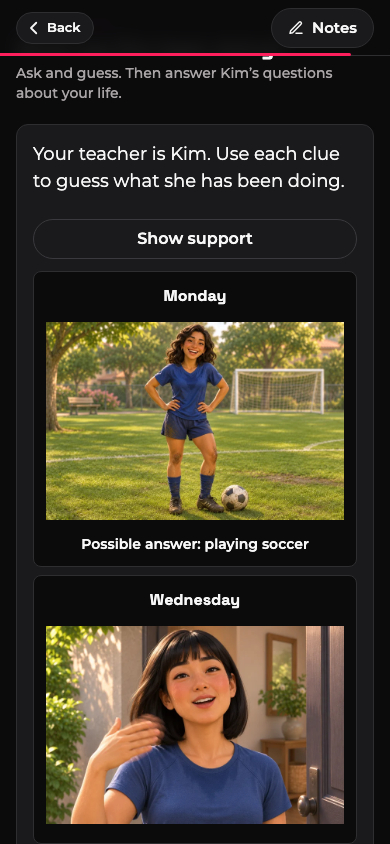 Back
Notes
Ask and guess. Then answer Kim's questions
about your life.
Your teacher is Kim. Use each clue
to guess what she has been doing.
Show support
Monday
Possible answer: playing soccer
Wednesday